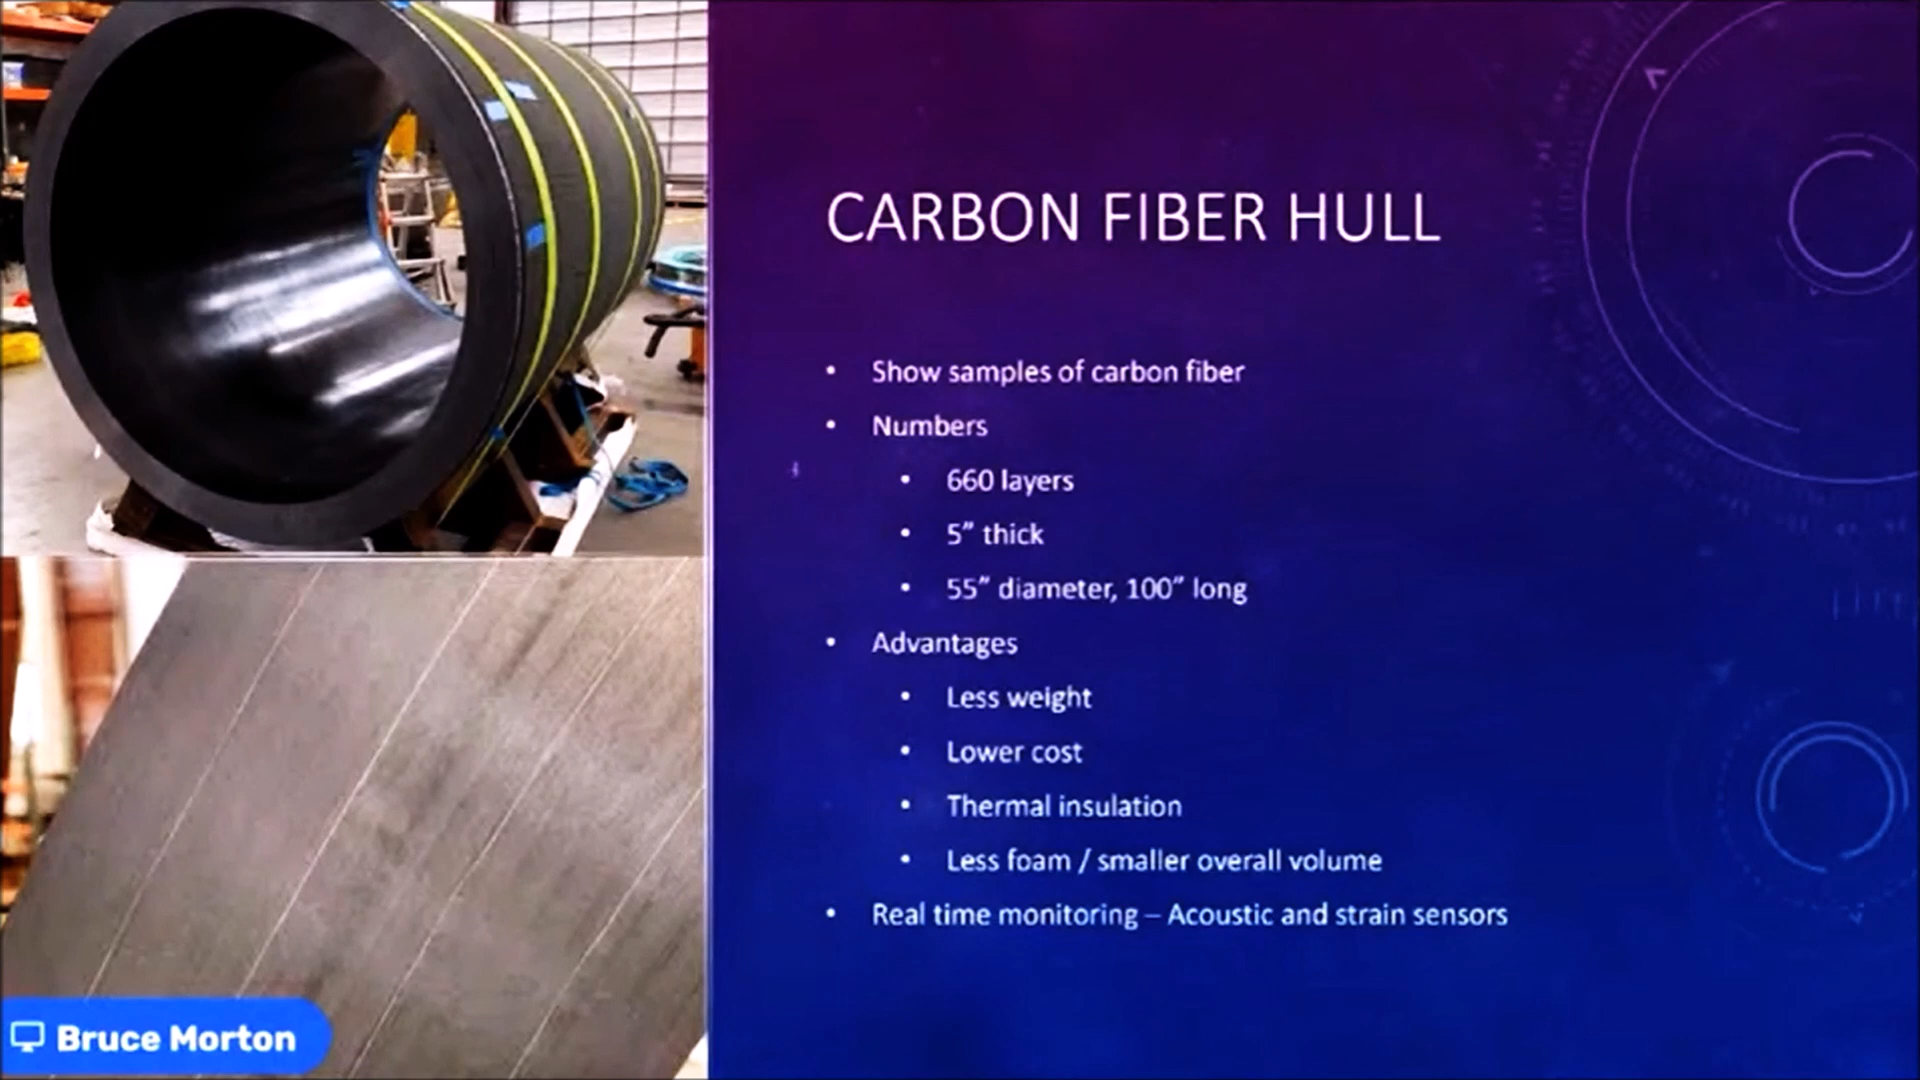 CARBON FIBER HULL
• Show samples of carbon fiber
• Numbers
• 660 layers
• 5” thick
• 55” diameter, 100” long
• Advantages
• Less weight
• Lower cost
• Thermal insulation
• Less foam / smaller overall volume
• Real time monitoring – Acoustic and strain sensors
Bruce Morton